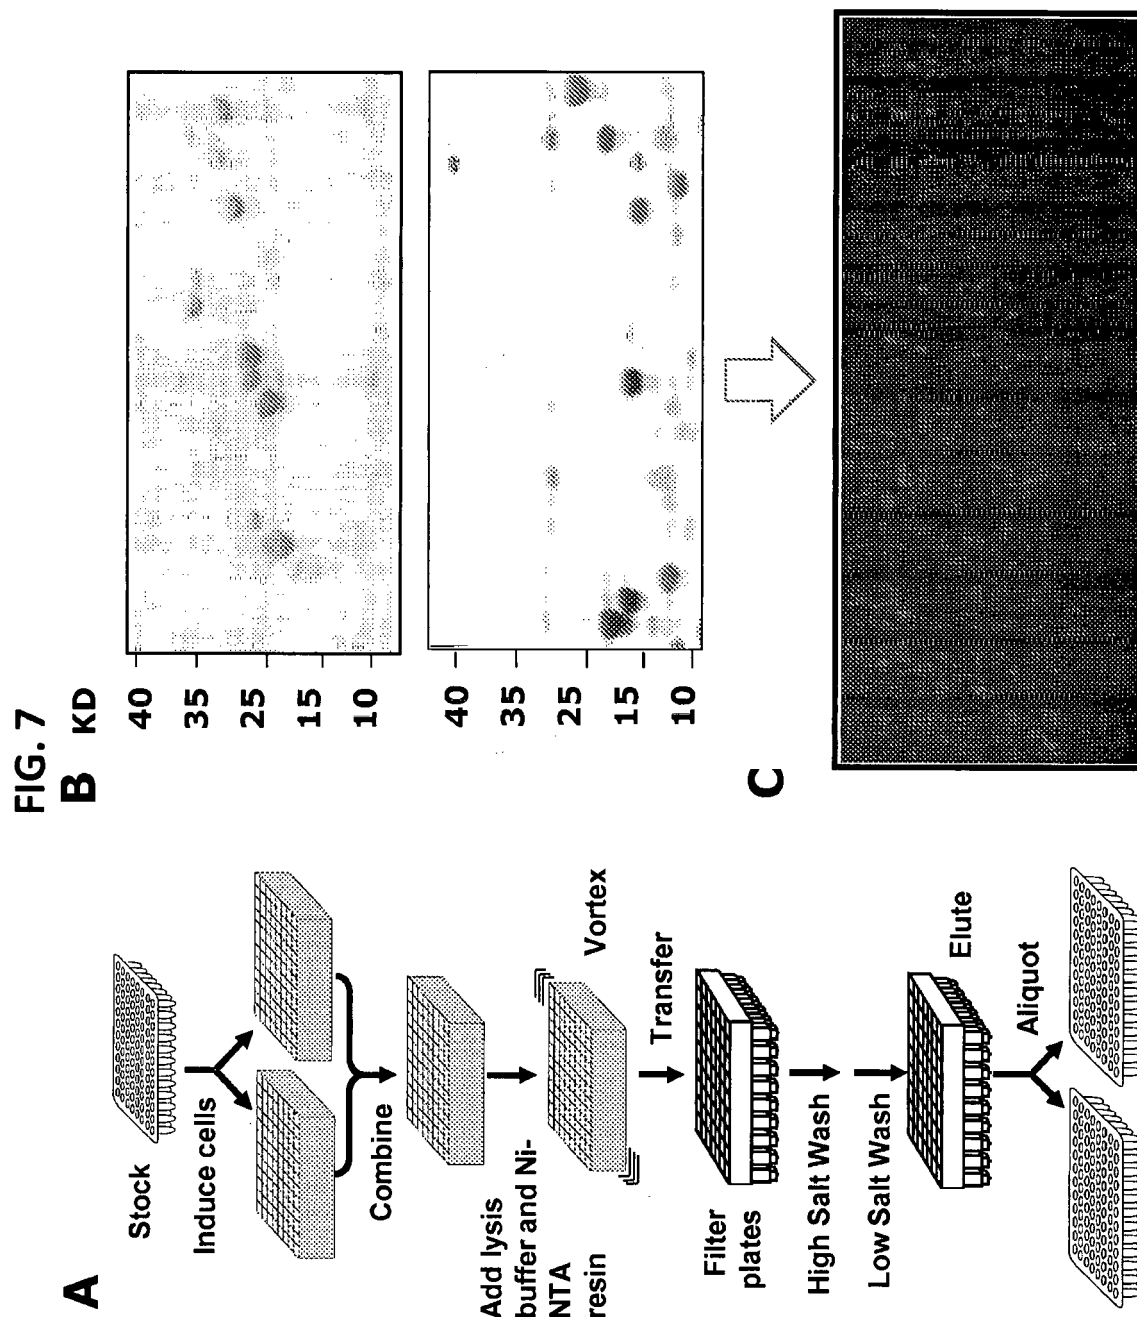 FIG. 7
A
Stock
Induce cells
Combine
Add lysis
buffer and Ni-
NTA
resin
Vortex
Transfer
Filter
plates
High Salt Wash
Low Salt Wash
Elute
Aliquot
B
KD
40
35
25
15
10
40
35
25
15
10
C